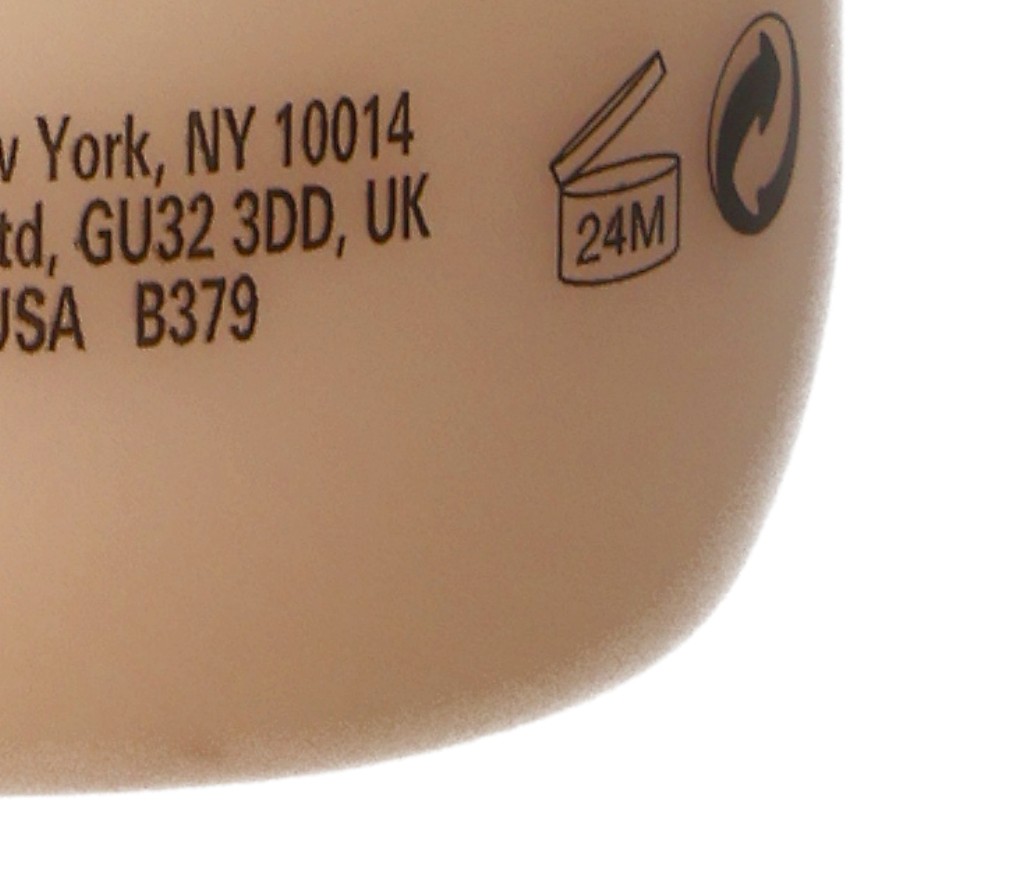 York, NY 10014
td, GU32 3DD, UK
USA B379
24M